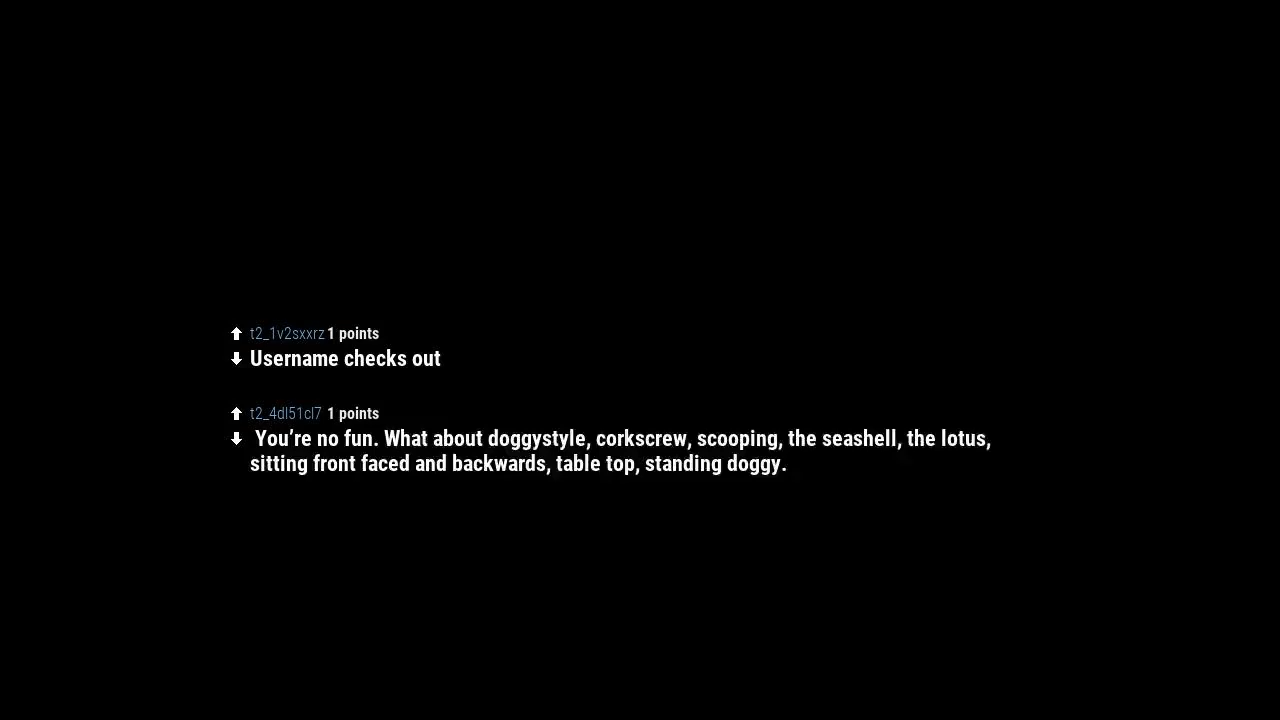 t2_1v2sxxrz 1 points
Username checks out
t2_4dl51cl7 1 points
You’re no fun. What about doggystyle, corkscrew, scooping, the seashell, the lotus,
sitting front faced and backwards, table top, standing doggy.